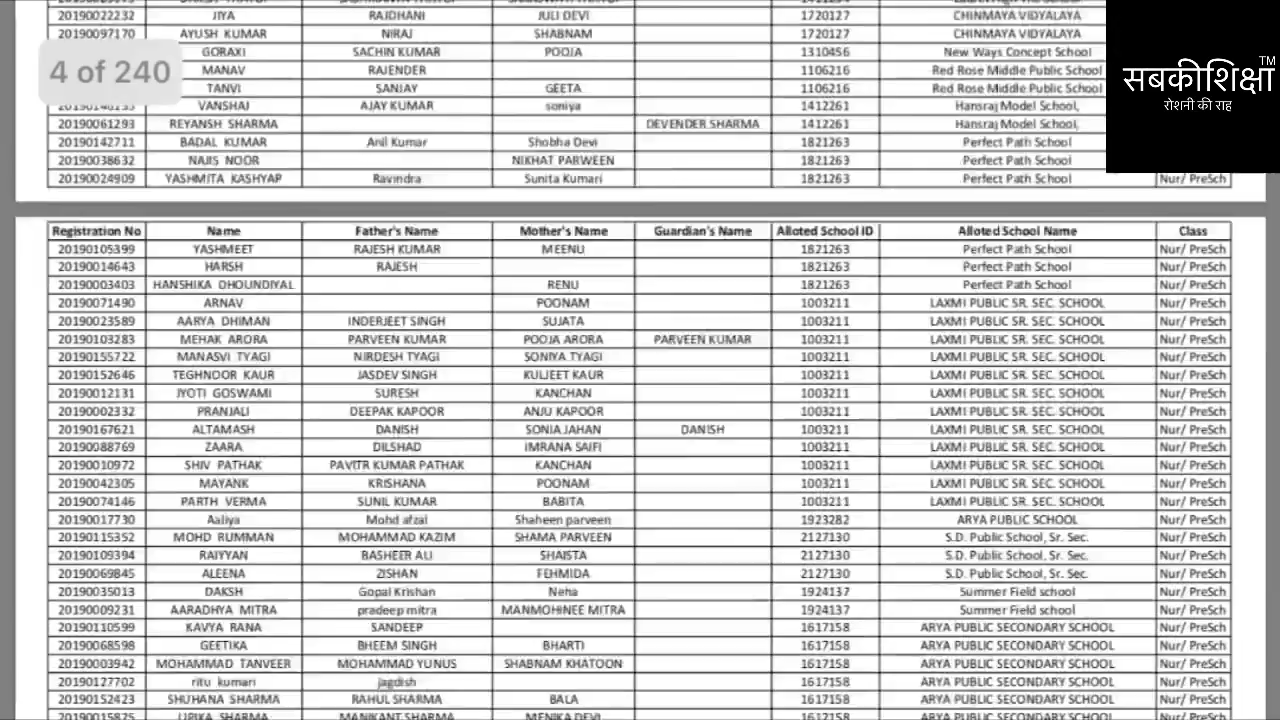 20190022232 JIYA RAJDHANI JULI DEVI 1720127 CHINMAYA VIDYALAYA
20190097170 AYUSH KUMAR NIRAJ SHABNAM 1720127 CHINMAYA VIDYALAYA
GORAXI SACHIN KUMAR POOJA 1310456 New Ways Concept School
4 of 240
MANAV RAJENDER 1106216 Red Rose Middle Public School
TANVI SANJAY GEETA 1106216 Red Rose Middle Public School
VANSHAJ AJAY KUMAR soniya 1412261 Hansraj Model School,
सबकीशिक्षा TM
रोशनी की राह
20190061293 REYANSH SHARMA DEVENDER SHARMA 1412261 Hansraj Model School,
20190142711 BADAL KUMAR Anil Kumar Shobha Devi 1821263 Perfect Path School
20190038632 NAJIS NOOR NIKHAT PARWEEN 1821263 Perfect Path School
20190024909 YASHMITA KASHYAP Ravindra Sunita Kumari 1821263 Perfect Path School Nur/ PreSch
Registration No Name Father's Name Mother's Name Guardian's Name Alloted School ID Alloted School Name Class
20190105399 YASHMEET RAJESH KUMAR MEENU 1821263 Perfect Path School Nur/ PreSch
20190014643 HARSH RAJESH 1821263 Perfect Path School Nur/ PreSch
20190003403 HANSHIKA DHOUNDIYAL RENU 1821263 Perfect Path School Nur/ PreSch
20190071490 ARNAV POONAM 1003211 LAXMI PUBLIC SR. SEC. SCHOOL Nur/ PreSch
20190023589 AARYA DHIMAN INDERJEET SINGH SUJATA 1003211 LAXMI PUBLIC SR. SEC. SCHOOL Nur/ PreSch
20190103283 MEHAK ARORA PARVEEN KUMAR POOJA ARORA PARVEEN KUMAR 1003211 LAXMI PUBLIC SR. SEC. SCHOOL Nur/ PreSch
20190155722 MANASVI TYAGI NIRDESH TYAGI SONIYA TYAGI 1003211 LAXMI PUBLIC SR. SEC. SCHOOL Nur/ PreSch
20190152646 TEGHNOOR KAUR JASDEV SINGH KULJEET KAUR 1003211 LAXMI PUBLIC SR. SEC. SCHOOL Nur/ PreSch
20190012131 JYOTI GOSWAMI SURESH KANCHAN 1003211 LAXMI PUBLIC SR. SEC. SCHOOL Nur/ PreSch
20190002332 PRANJALI DEEPAK KAPOOR ANJU KAPOOR 1003211 LAXMI PUBLIC SR. SEC. SCHOOL Nur/ PreSch
20190167621 ALTAMASH DANISH SONIA JAHAN DANISH 1003211 LAXMI PUBLIC SR. SEC. SCHOOL Nur/ PreSch
20190088769 ZAARA DILSHAD IMRANA SAIFI 1003211 LAXMI PUBLIC SR. SEC. SCHOOL Nur/ PreSch
20190010972 SHIV PATHAK PAVITR KUMAR PATHAK KANCHAN 1003211 LAXMI PUBLIC SR. SEC. SCHOOL Nur/ PreSch
20190042305 MAYANK KRISHANA POONAM 1003211 LAXMI PUBLIC SR. SEC. SCHOOL Nur/ PreSch
20190074146 PARTH VERMA SUNIL KUMAR BABITA 1003211 LAXMI PUBLIC SR. SEC. SCHOOL Nur/ PreSch
20190017730 Aaliya Mohd afzal Shaheen parveen 1923282 ARYA PUBLIC SCHOOL Nur/ PreSch
20190115352 MOHD RUMMAN MOHAMMAD KAZIM SHAMA PARVEEN 2127130 S.D. Public School, Sr. Sec. Nur/ PreSch
20190109394 RAIYYAN BASHEER ALI SHAISTA 2127130 S.D. Public School, Sr. Sec. Nur/ PreSch
20190069845 ALEENA ZISHAN FEHMIDA 2127130 S.D. Public School, Sr. Sec. Nur/ PreSch
20190035013 DAKSH Gopal Krishan Neha 1924137 Summer Field school Nur/ PreSch
20190009231 AARADHYA MITRA pradeep mitra MANMOHINEE MITRA 1924137 Summer Field school Nur/ PreSch
20190110599 KAVYA RANA SANDEEP 1617158 ARYA PUBLIC SECONDARY SCHOOL Nur/ PreSch
20190068598 GEETIKA BHEEM SINGH BHARTI 1617158 ARYA PUBLIC SECONDARY SCHOOL Nur/ PreSch
20190003942 MOHAMMAD TANVEER MOHAMMAD YUNUS SHABNAM KHATOON 1617158 ARYA PUBLIC SECONDARY SCHOOL Nur/ PreSch
20190127702 ritu kumari jagdish 1617158 ARYA PUBLIC SECONDARY SCHOOL Nur/ PreSch
20190152423 SHUHANA SHARMA RAHUL SHARMA BALA 1617158 ARYA PUBLIC SECONDARY SCHOOL Nur/ PreSch
20190015825 LIPIKA SHARMA MANIKANT SHARMA MENIKA DEVI 1617158 ARYA PUBLIC SECONDARY SCHOOL Nur/ PreSch